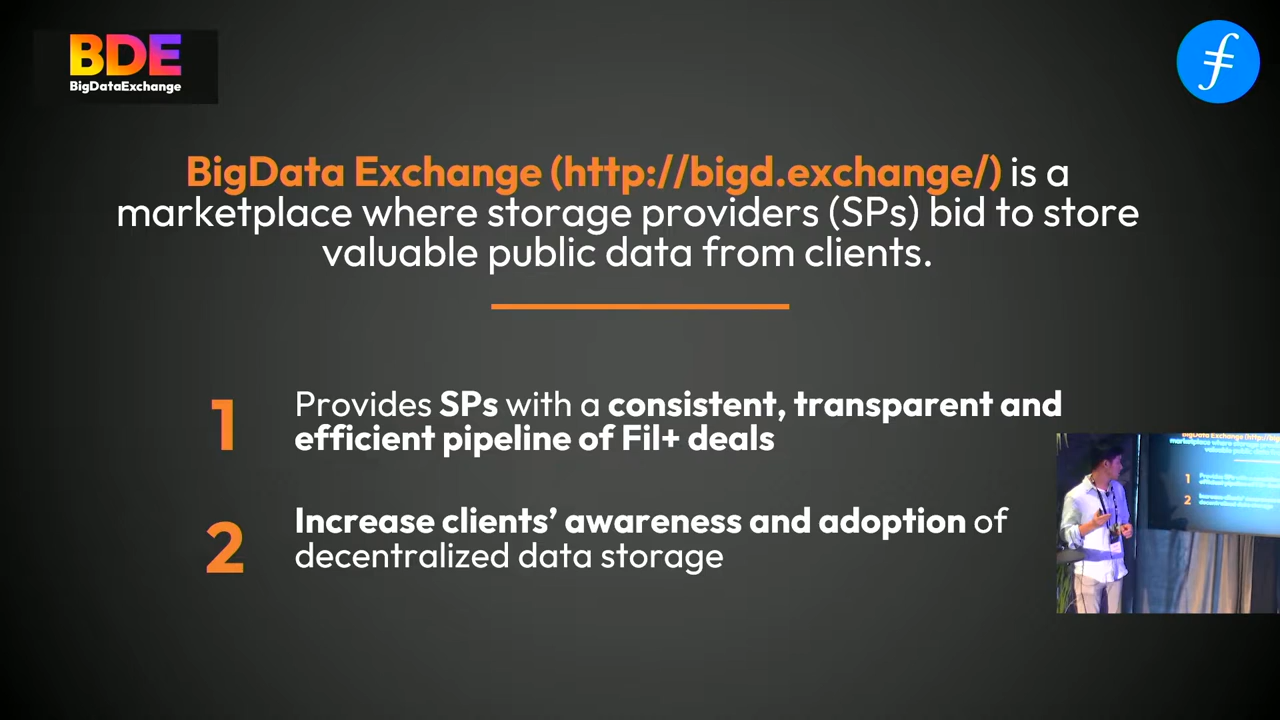 BDE
BigDataExchange
BigData Exchange (http://bigd.exchange/) is a
marketplace where storage providers (SPs) bid to store
valuable public data from clients.
1
Provides SPs with a consistent, transparent and
efficient pipeline of Fil+ deals
2
Increase clients’ awareness and adoption of
decentralized data storage